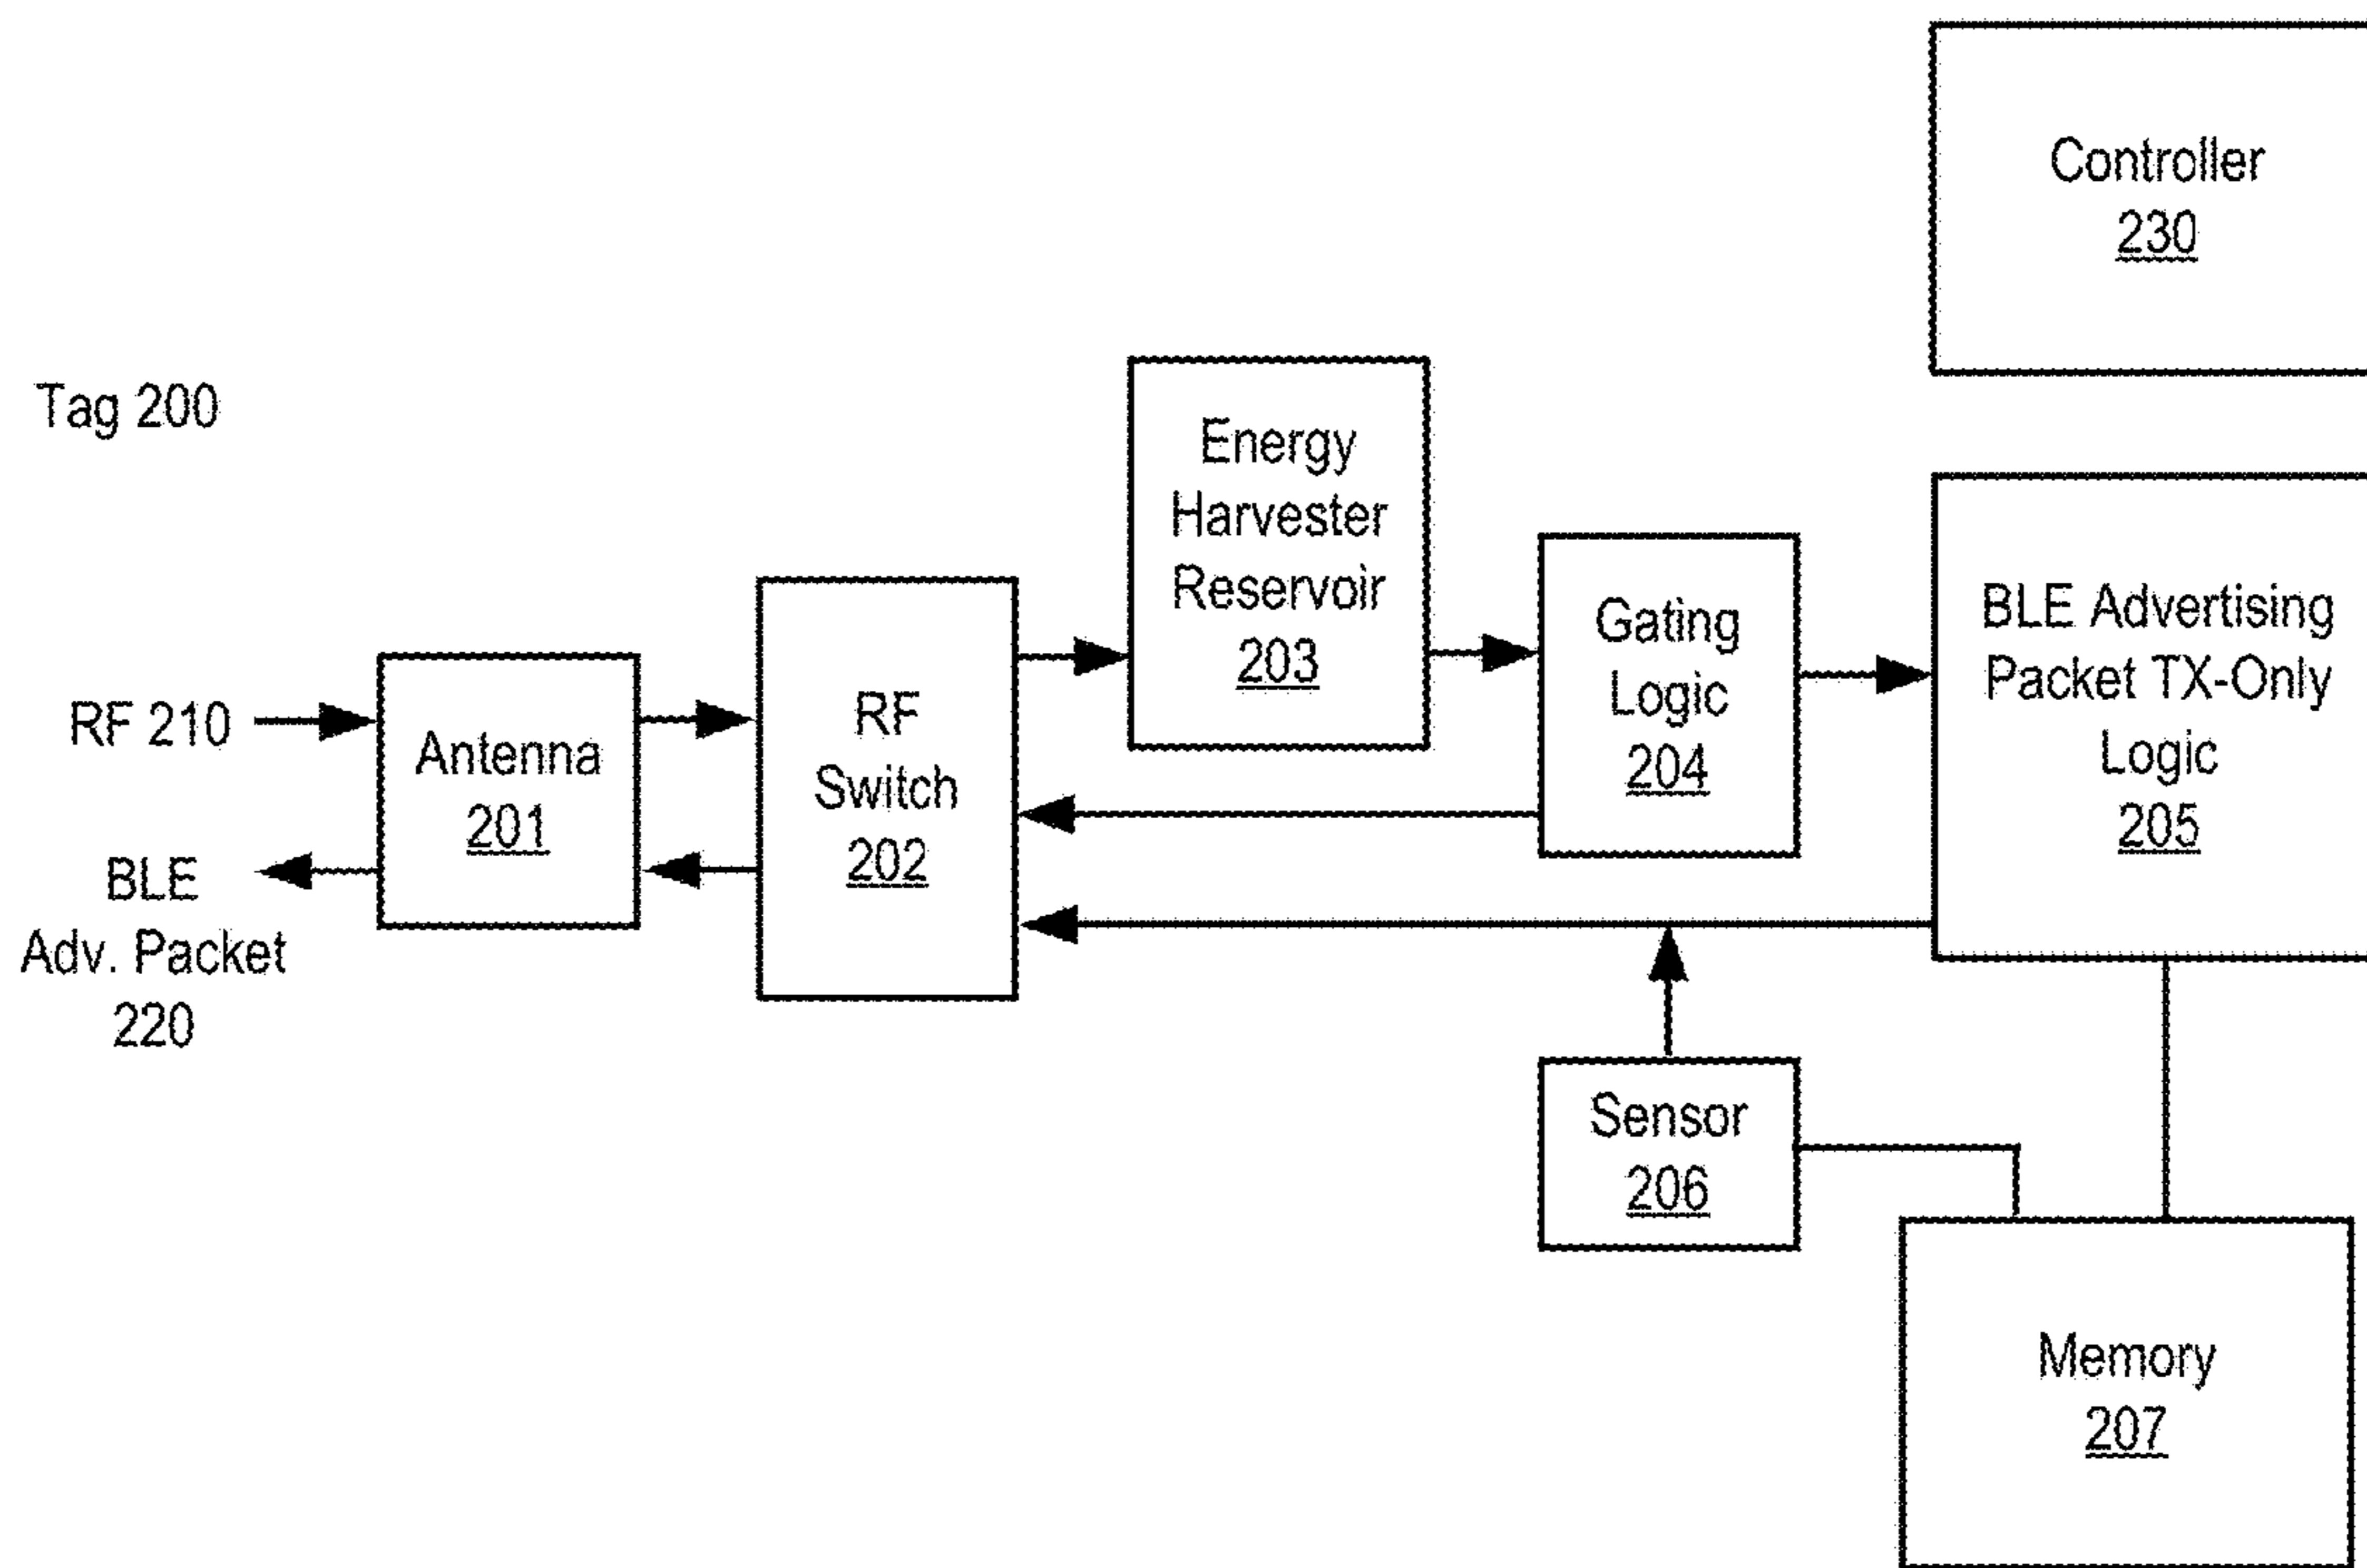 Controller
230
Tag 200
Energy
Harvester
Reservoir
203
Gating
Logic
204
BLE Advertising
Packet TX-Only
Logic
205
RF 210
Antenna
201
RF
Switch
202
BLE
Adv. Packet
220
Sensor
206
Memory
207